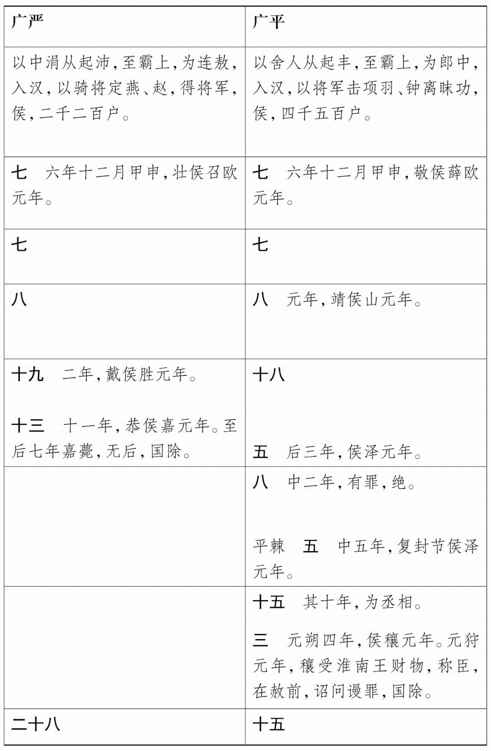 广严
以中涓从起沛，至霸上，为连敖，
入汉，以骑将定燕、赵，得将军，
侯，二千二百户。
七　六年十二月甲申，壮侯召欧
元年。
七
八
十九　二年，戴侯胜元年。
十三　十一年，恭侯嘉元年。至
后七年嘉薨，无后，国除。
二十八
广平
以舍人从起丰，至霸上，为郎中，
入汉，以将军击项羽、钟离眜功，
侯，四千五百户。
七　六年十二月甲申，敬侯薛欧
元年。
七
八　元年，靖侯山元年。
十八
五　后三年，侯泽元年。
八　中二年，有罪，绝。
平棘　五　中五年，复封节侯泽
元年。
十五　其十年，为丞相。
三　元朔四年，侯穰元年。元狩
元年，穰受淮南王财物，称臣，
在赦前，诏问谩罪，国除。
十五